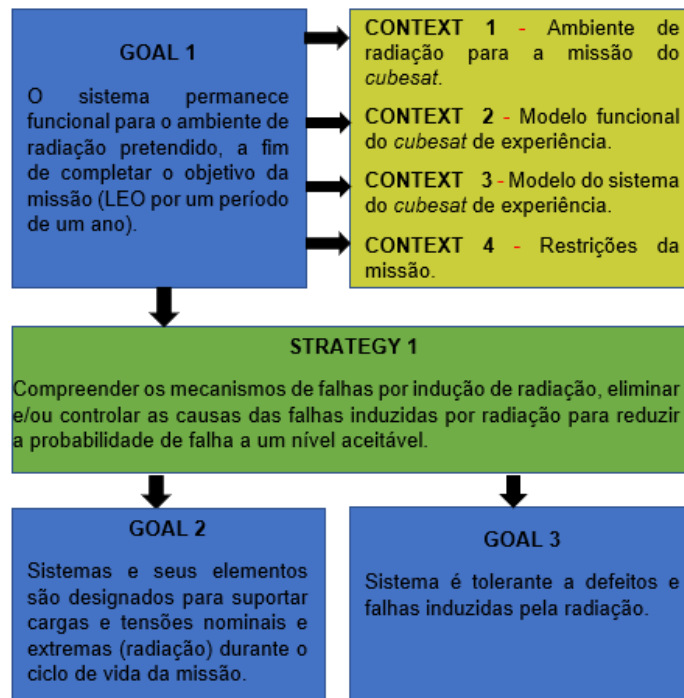 GOAL 1
O sistema permanece
funcional para o ambiente de
radiação pretendido, a fim
de completar o objetivo da
missão (LEO por um período
de um ano).
CONTEXT 1 - Ambiente de
radiação para a missão do
cubesat.
CONTEXT 2 - Modelo funcional
do cubesat de experiência.
CONTEXT 3 - Modelo do sistema
do cubesat de experiência.
CONTEXT 4 - Restrições da
missão.
STRATEGY 1
Compreender os mecanismos de falhas por indução de radiação, eliminar
e/ou controlar as causas das falhas induzidas por radiação para reduzir
a probabilidade de falha a um nível aceitável.
GOAL 2
Sistemas e seus elementos
são designados para suportar
cargas e tensões nominais e
extremas (radiação) durante o
ciclo de vida da missão.
GOAL 3
Sistema é tolerante a defeitos e
falhas induzidas pela radiação.